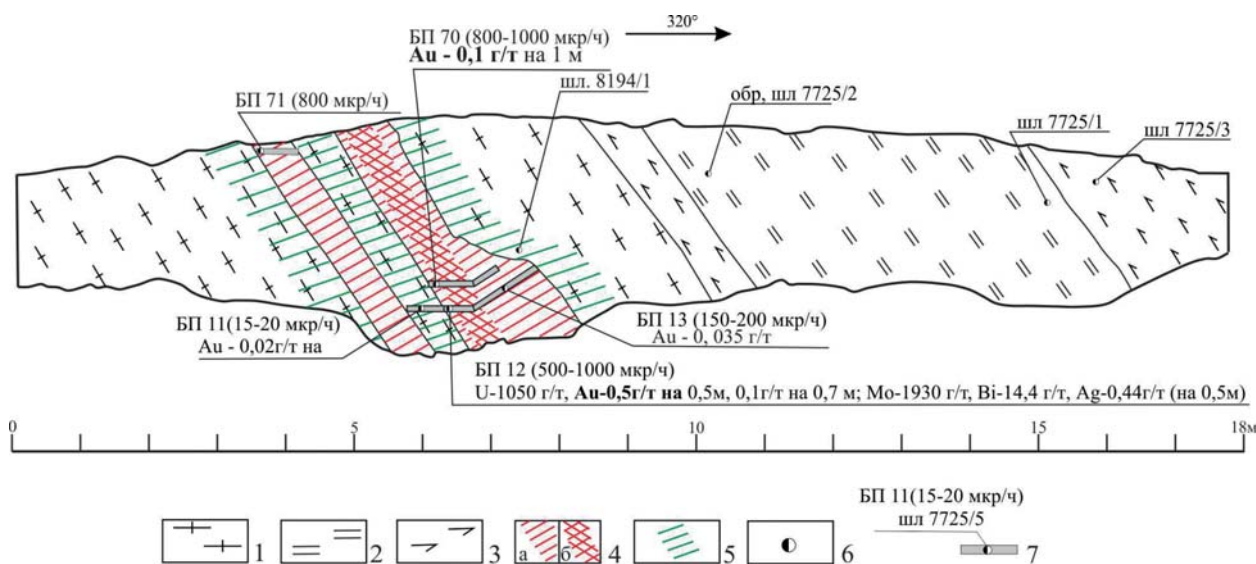 320°
БП 70 (800-1000 мкр/ч)
Au - 0,1 г/т на 1 м
шл. 8194/1
БП 71 (800 мкр/ч)
обр, шл 7725/2
шл 7725/1
шл 7725/3
БП 11(15-20 мкр/ч)
Au - 0,02г/т на
БП 13 (150-200 мкр/ч)
Au - 0, 035 г/т
БП 12 (500-1000 мкр/ч)
U-1050 г/т, Au-0,5г/т на 0,5м, 0,1г/т на 0,7 м; Mo-1930 г/т, Bi-14,4 г/т, Ag-0,44г/т (на 0,5м)
0 5 10 15 18м
БП 11(15-20 мкр/ч)
шл 7725/5
1 2 3 а б 4 5 6 7